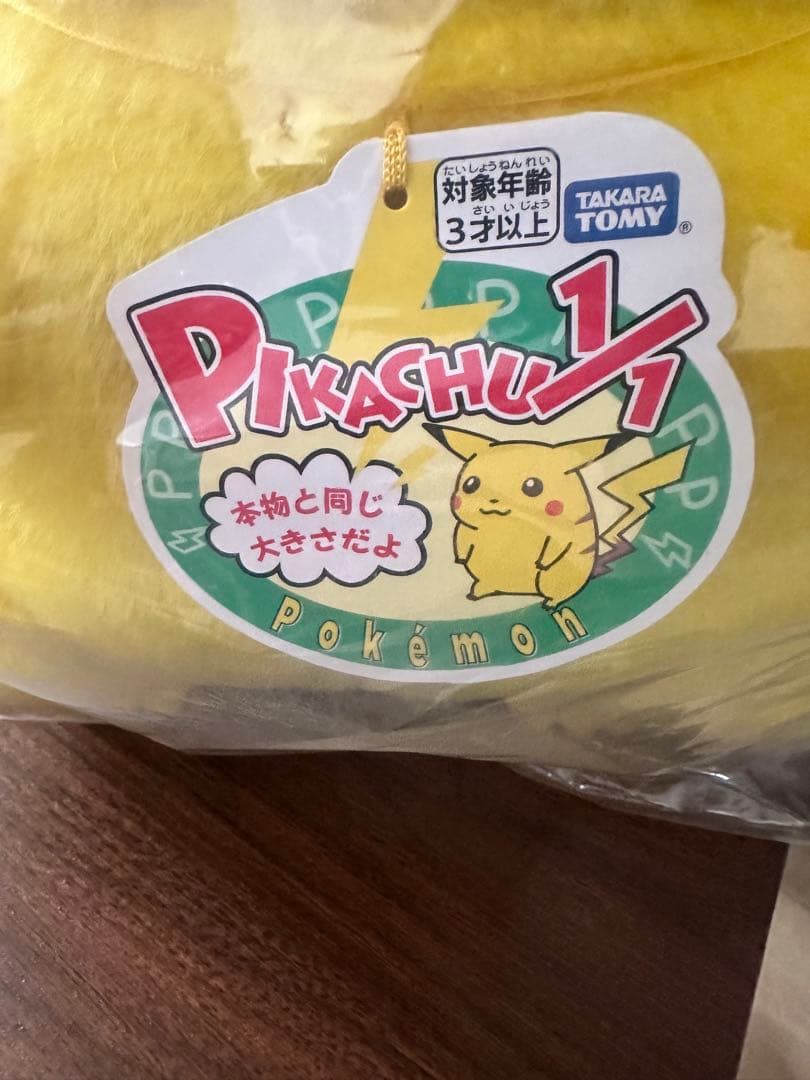 たいしょうねんれい
対象年齢
さいいじょう
3才以上
TAKARA
TOMY
®
PIKACHU 1/1
本物と同じ
大きさだよ
Pokémon